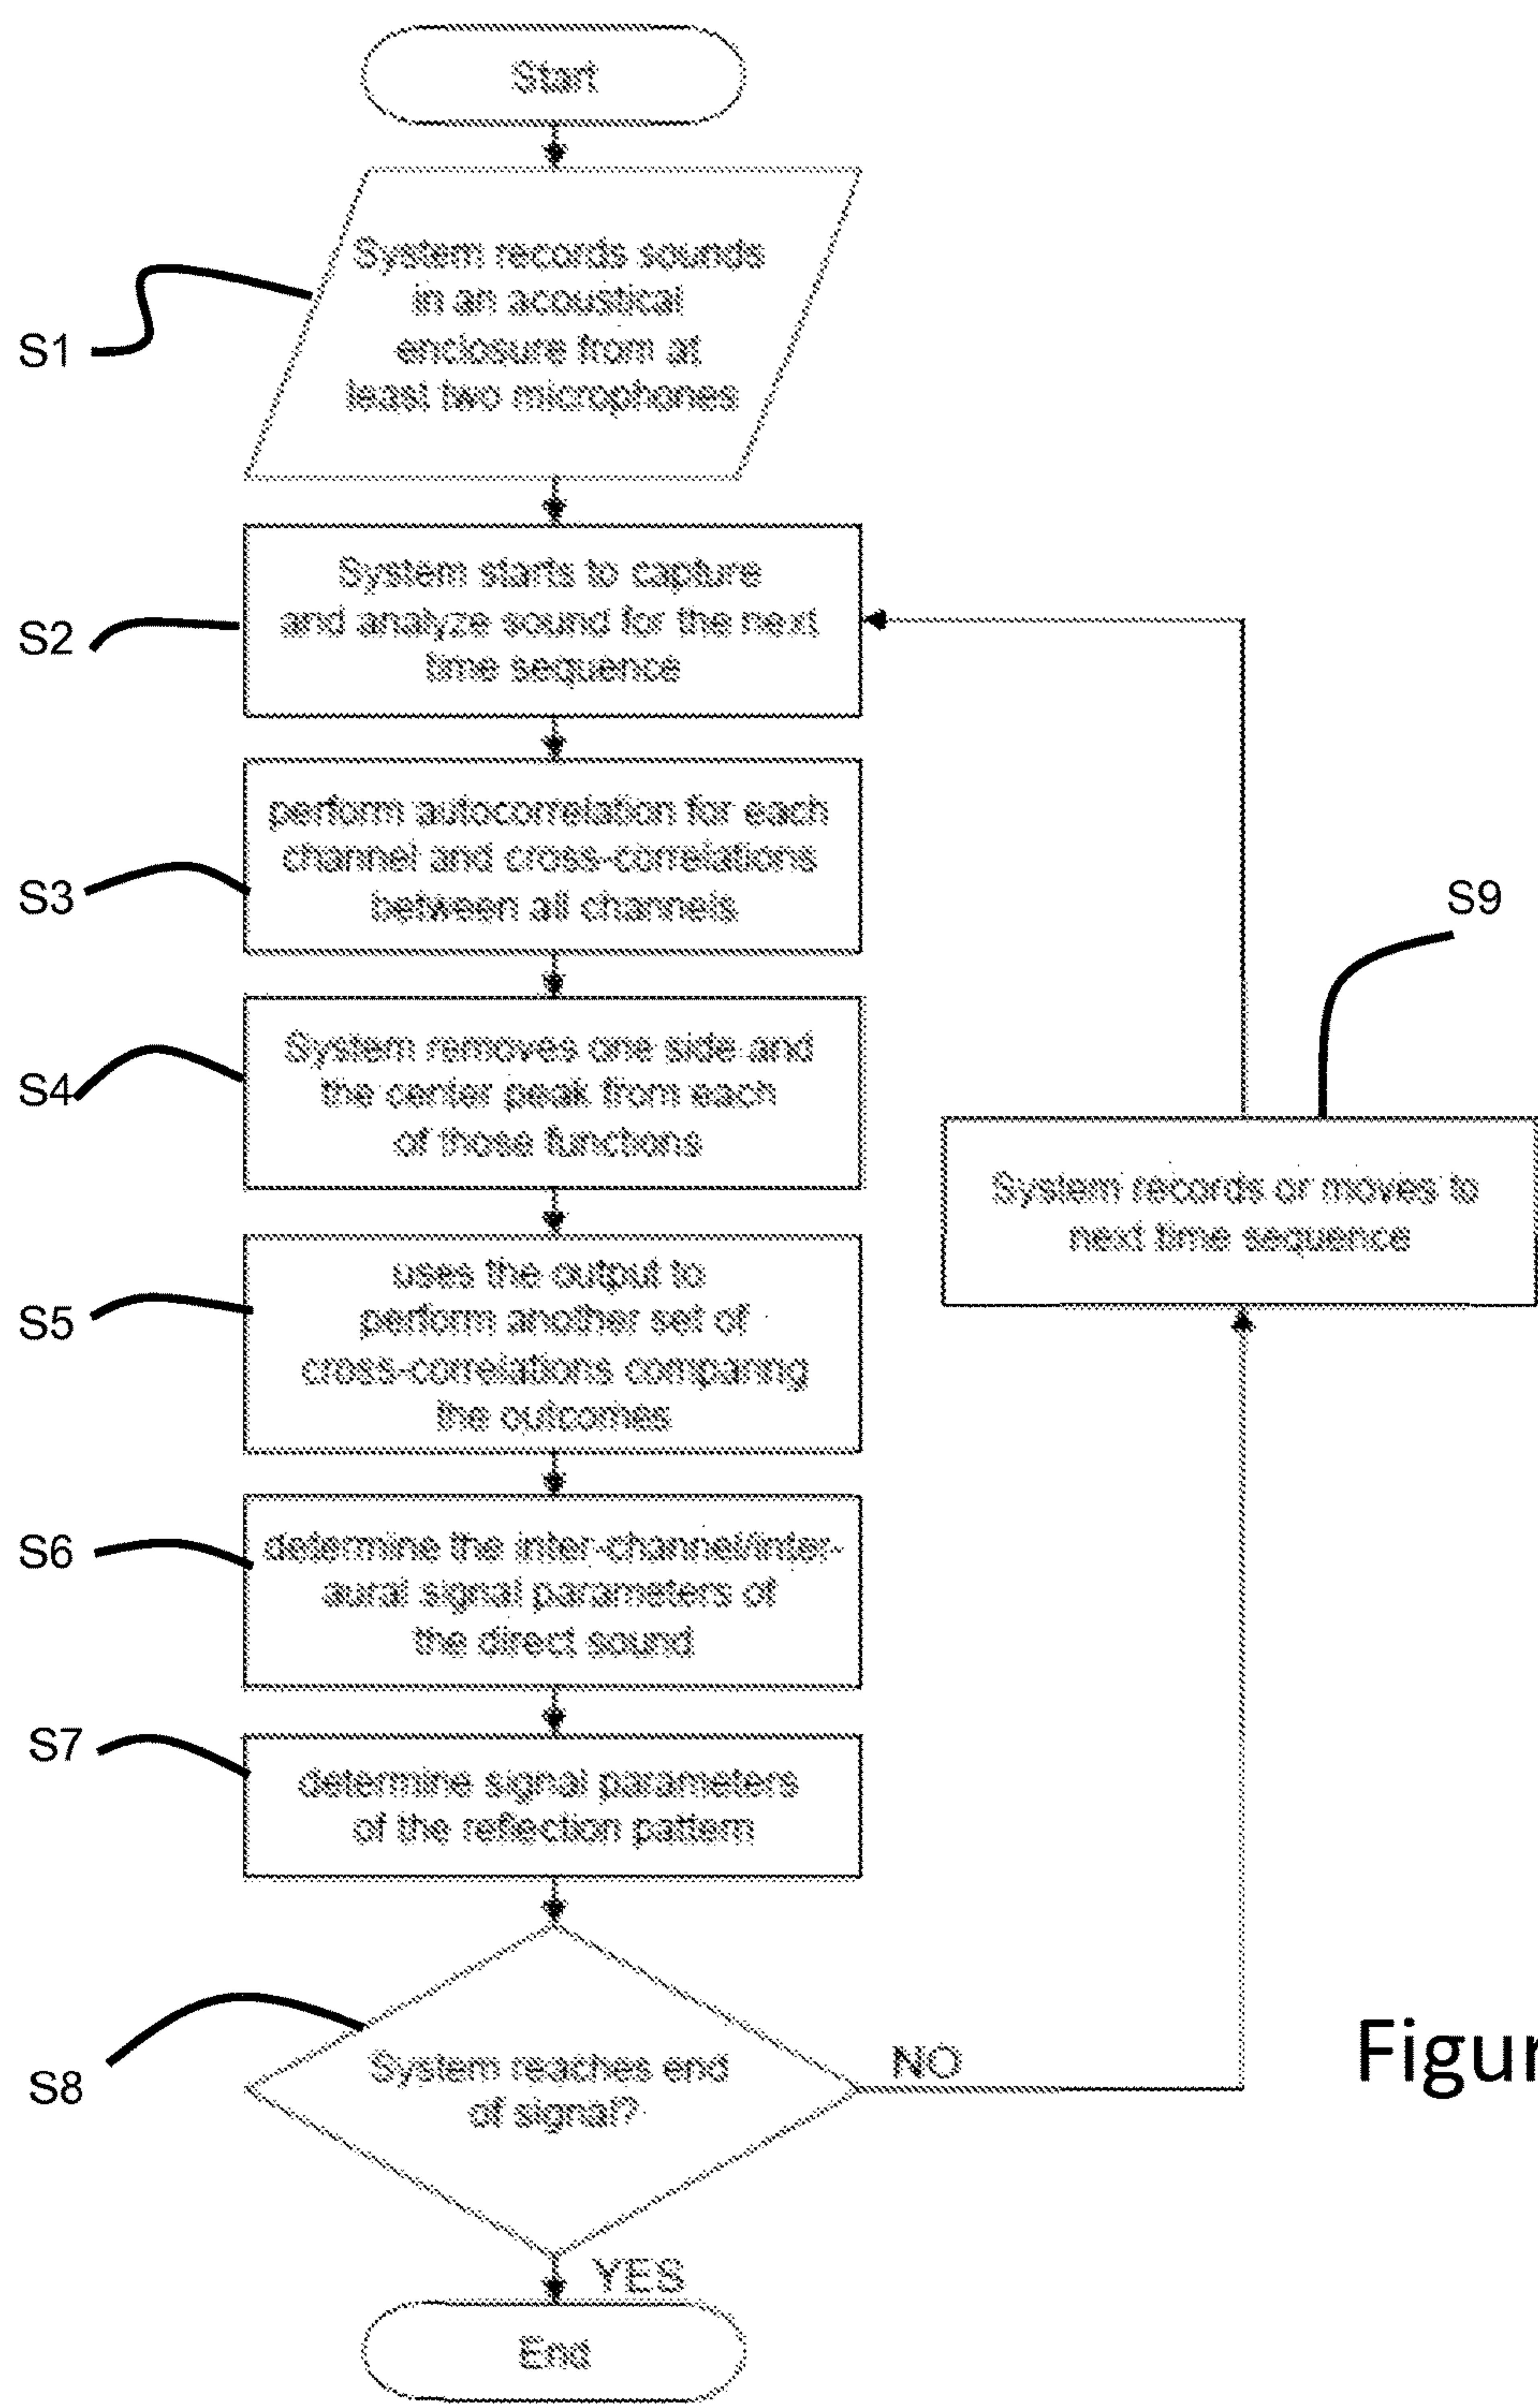 Start
System records sounds
in an acoustical
enclosure from at
least two microphones
S1
System starts to capture
and analyze sound for the next
time sequence
S2
perform autocorrelation for each
channel and cross-correlations
between all channels
S3
S9
System removes one side and
the center peak from each
of those functions
S4
System records or moves to
next time sequence
uses the output to
perform another set of
cross-correlations comparing
the outcomes
S5
determine the inter-channel/inter-
aural signal parameters of
the direct sound
S6
determine signal parameters
of the reflection pattern
S7
System reaches end
of signal?
S8
NO
Figur
YES
End